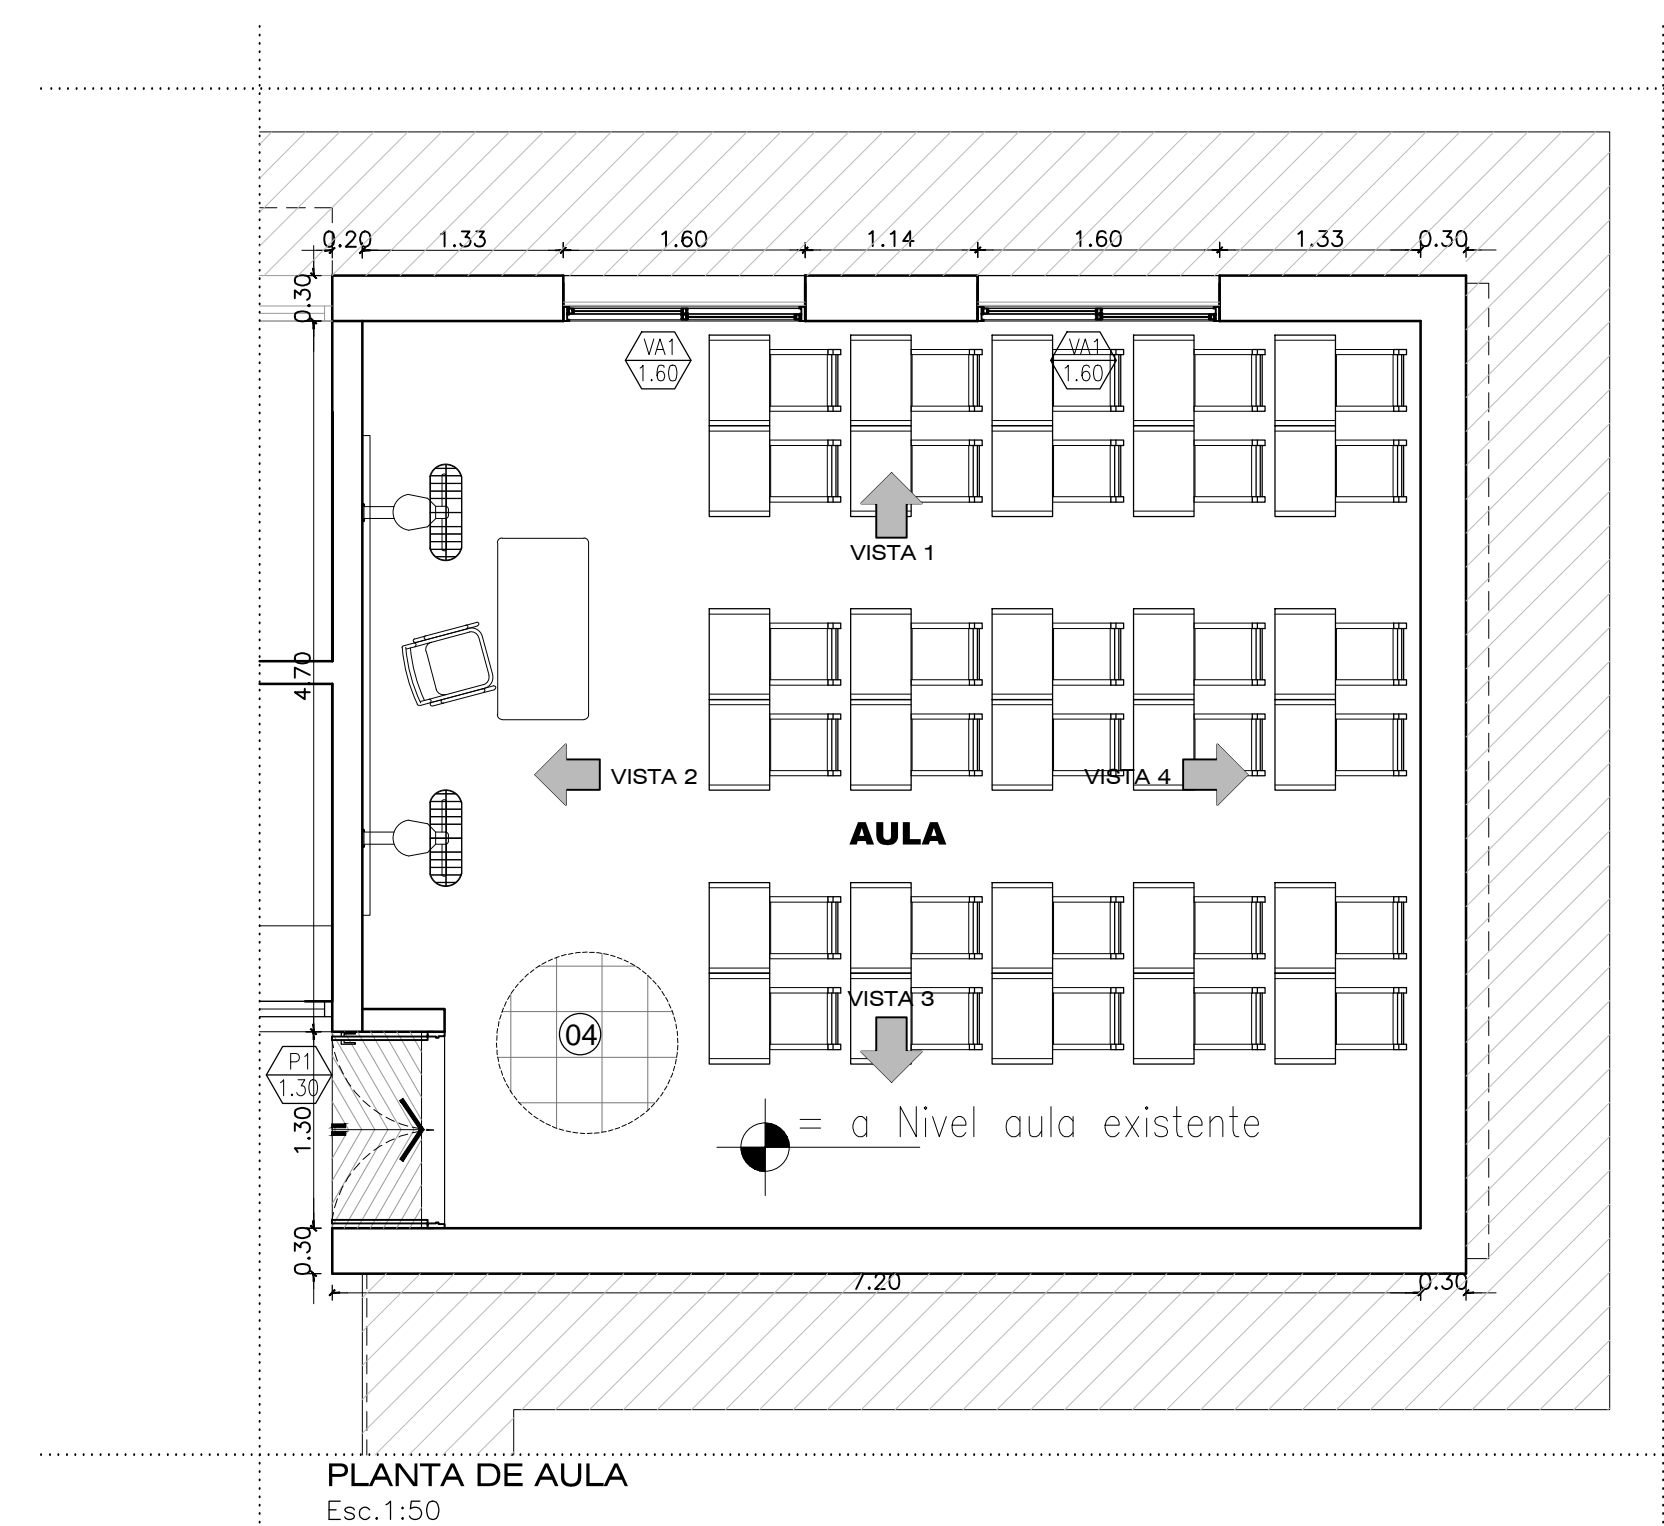 0.20 1.33 1.60 1.14 1.60 1.33 0.30
0.30
VA1
1.60
VA1
1.60
VISTA 1
4.70
VISTA 2
VISTA 4
AULA
VISTA 3
04
P1
1.30
1.30
= a Nivel aula existente
0.30
7.20 0.30
PLANTA DE AULA
Esc.1:50